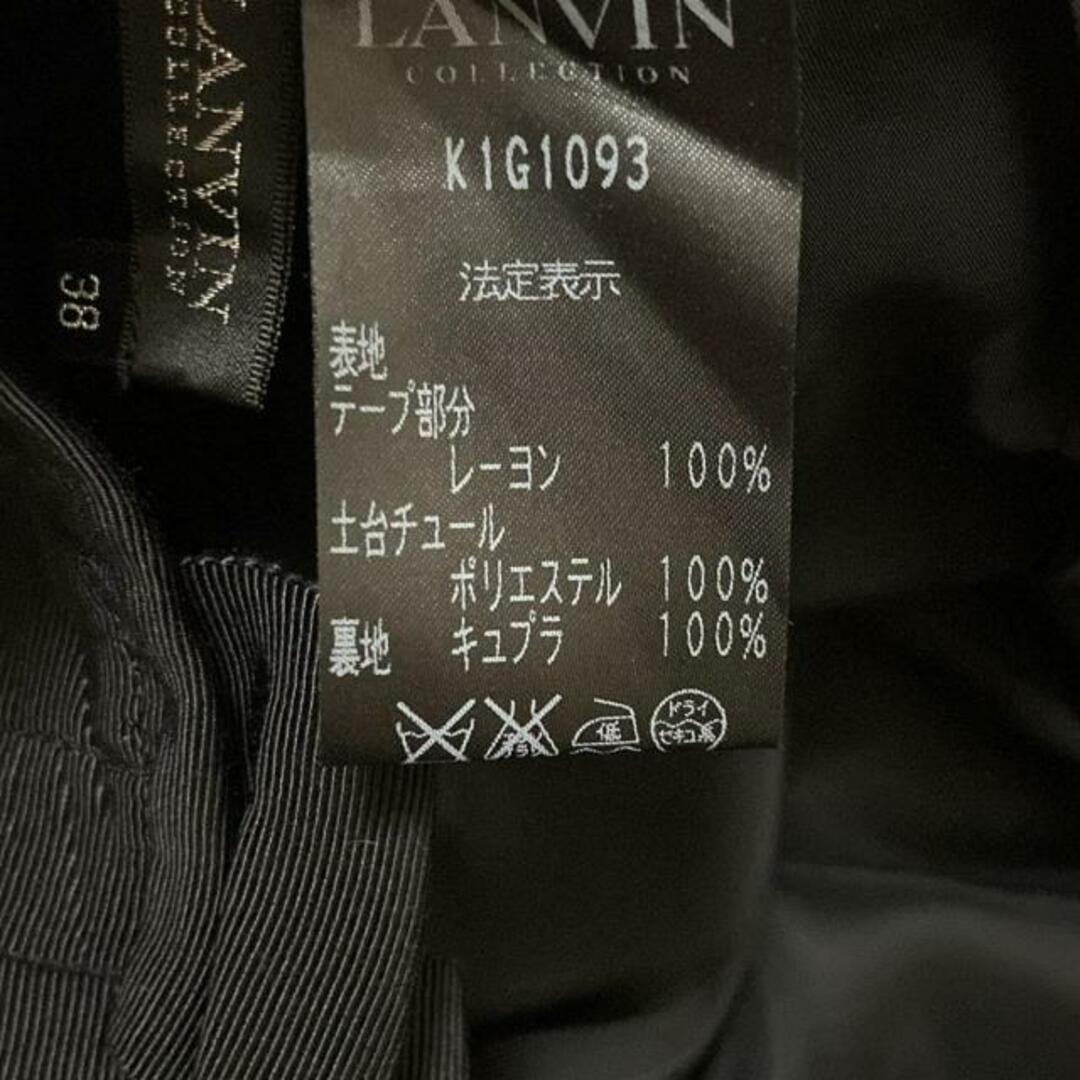 LANVIN
COLLECTION
38
LANVIN
COLLECTION
K1G1093
法定表示
表地
テープ部分
レーヨン 100%
土台チュール
ポリエステル 100%
裏地 キュプラ 100%
低
ドライ
セキユ系